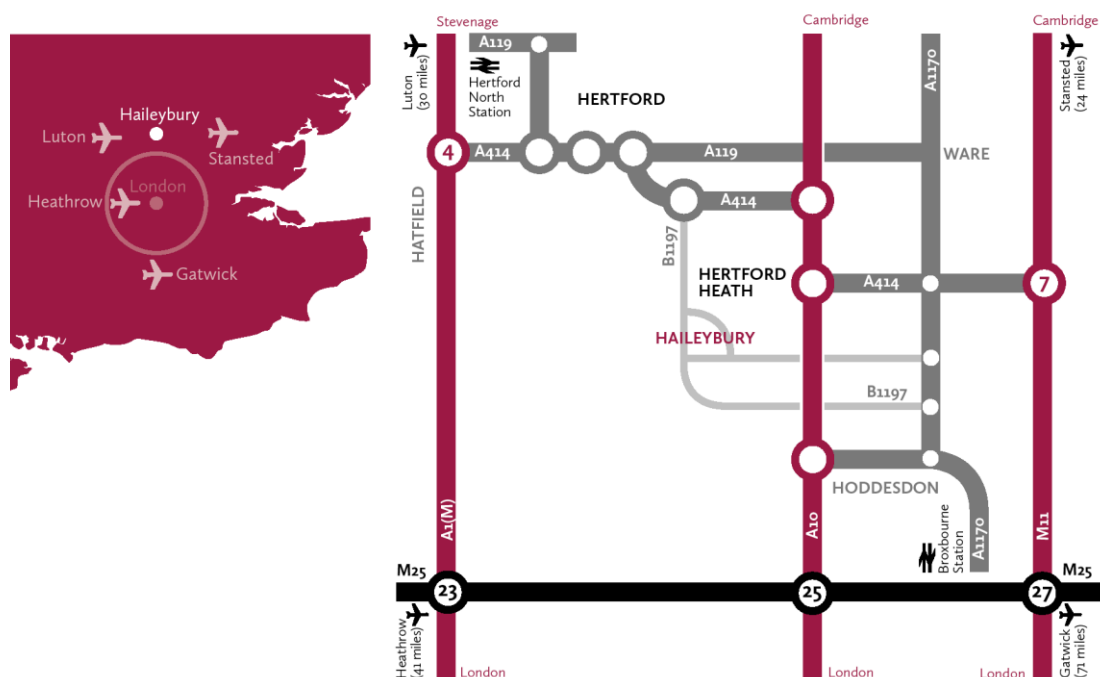 Haileybury
Luton
Stansted
London
Heathrow
Gatwick
Stevenage
Cambridge
Cambridge
Luton
(30 miles)
A119
Hertford
North
Station
HERTFORD
A1170
Stansted
(24 miles)
4
A414
A119
WARE
HATFIELD
A414
B1197
HERTFORD
HEATH
A414
7
HAILEYBURY
B1197
HODDESDON
A1(M)
A10
Broxbourne
Station
A1170
M11
M25
M25
23
25
27
Heathrow
(41 miles)
Gatwick
(71 miles)
London
London
London